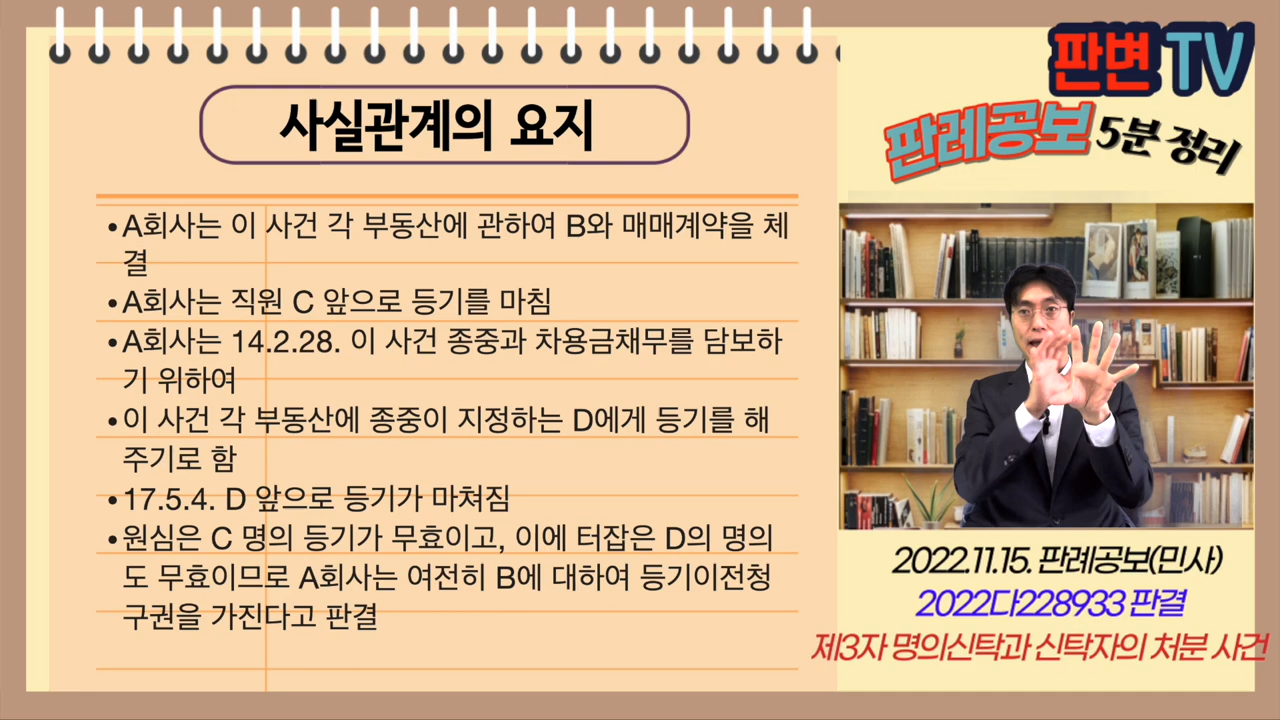 사실관계의 요지
•A회사는 이 사건 각 부동산에 관하여 B와 매매계약을 체
결
•A회사는 직원 C 앞으로 등기를 마침
•A회사는 14.2.28. 이 사건 종중과 차용금채무를 담보하
기 위하여
•이 사건 각 부동산에 종중이 지정하는 D에게 등기를 해
주기로 함
•17.5.4. D 앞으로 등기가 마쳐짐
•원심은 C 명의 등기가 무효이고, 이에 터잡은 D의 명의
도 무효이므로 A회사는 여전히 B에 대하여 등기이전청
구권을 가진다고 판결
판변 TV
판례공보 5분 정리
2022.11.15. 판례공보(민사)
2022다228933 판결
제3자 명의신탁과 신탁자의 처분 사건